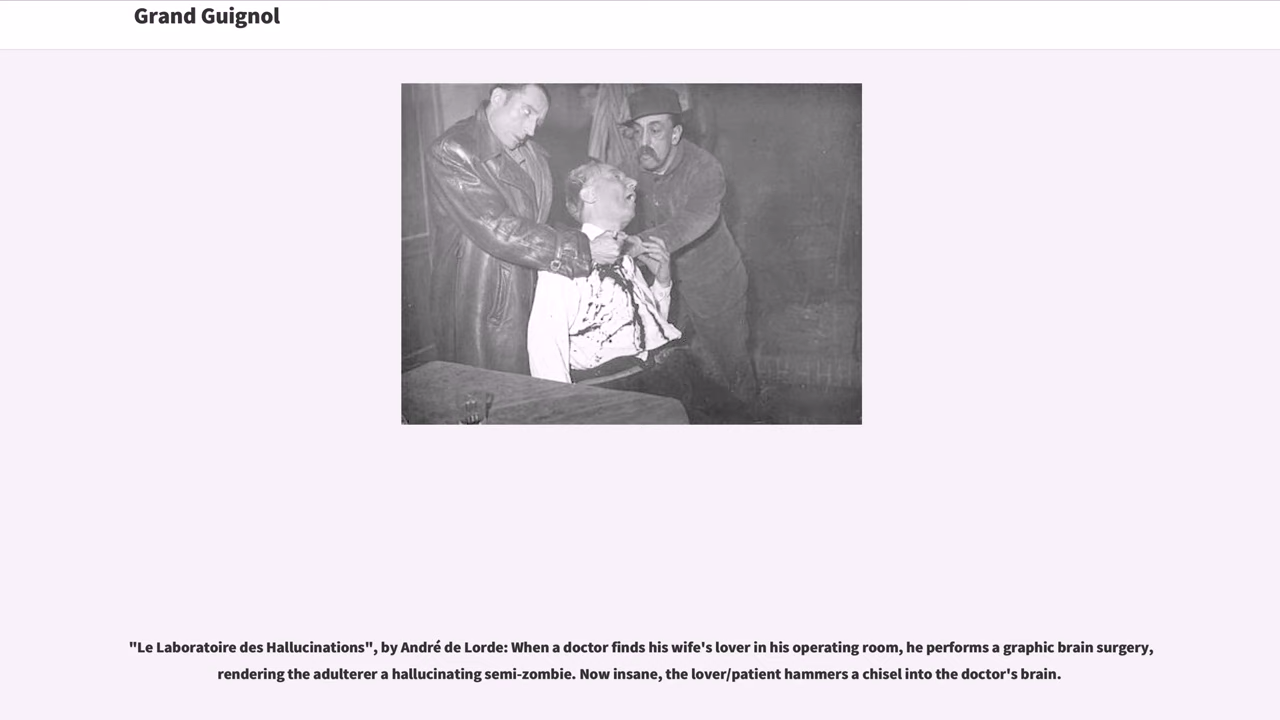 Grand Guignol
"Le Laboratoire des Hallucinations", by André de Lorde: When a doctor finds his wife's lover in his operating room, he performs a graphic brain surgery,
rendering the adulterer a hallucinating semi-zombie. Now insane, the lover/patient hammers a chisel into the doctor's brain.